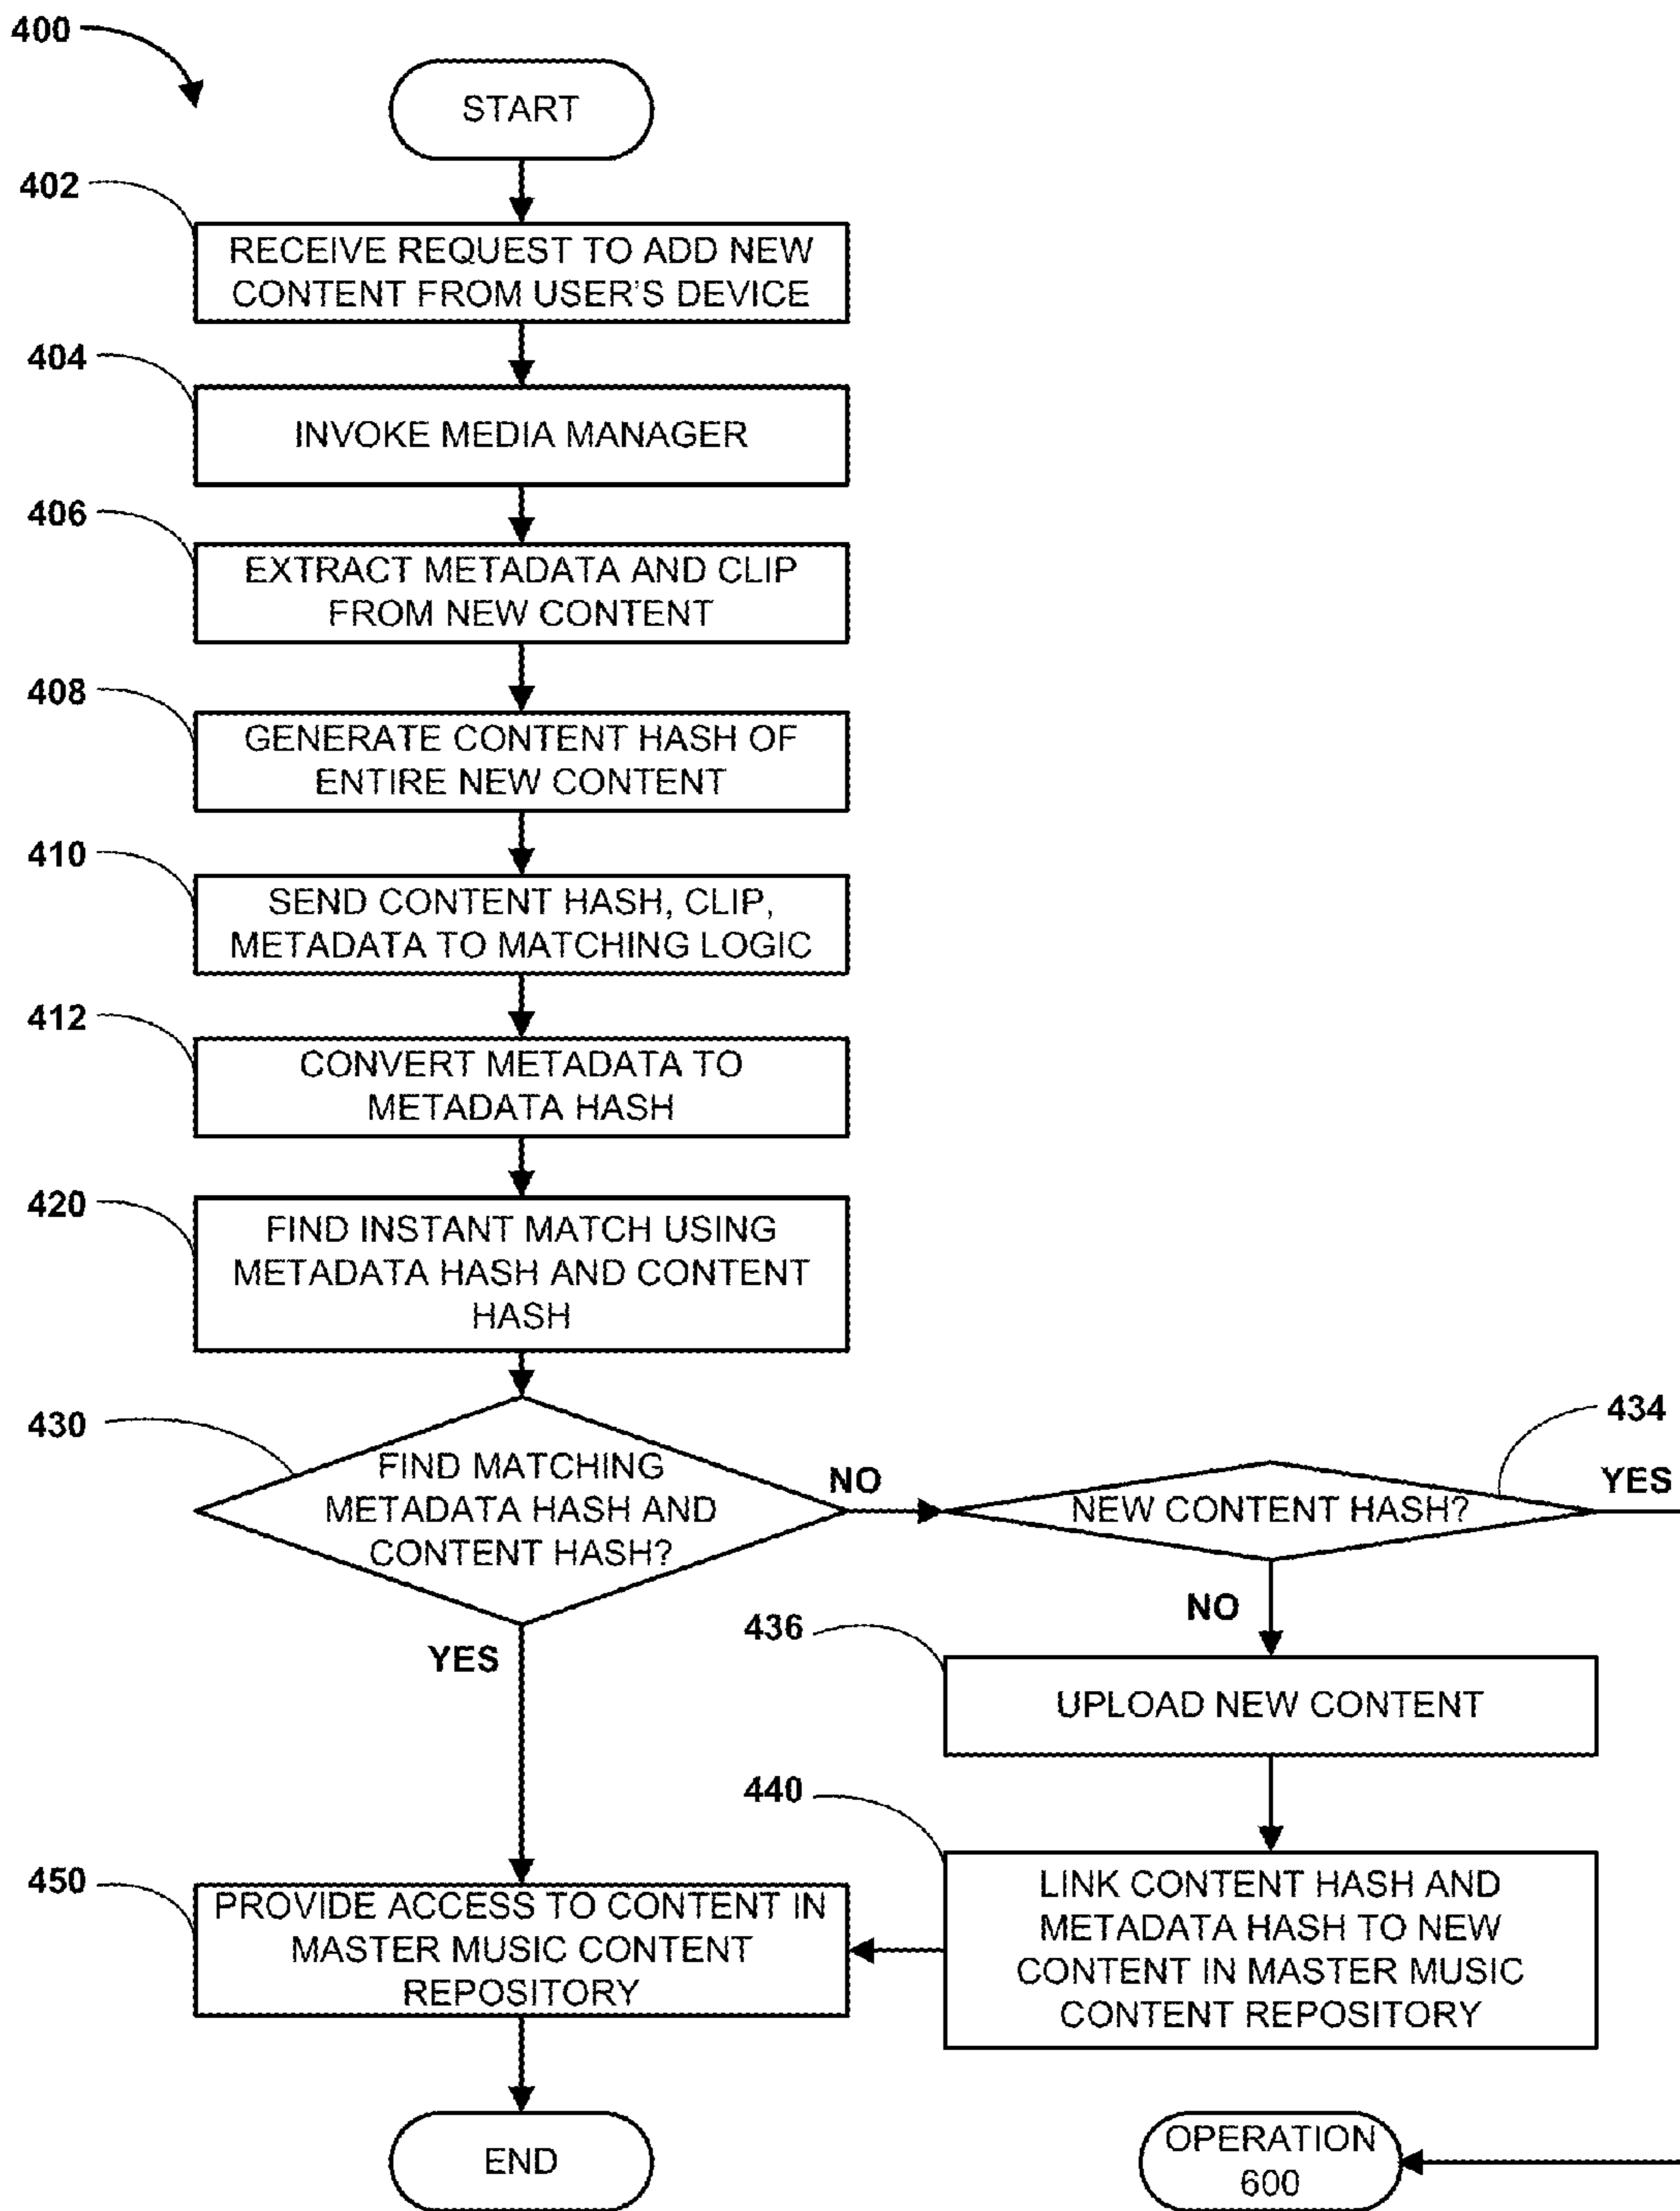 400
START
402
RECEIVE REQUEST TO ADD NEW
CONTENT FROM USER'S DEVICE
404
INVOKE MEDIA MANAGER
406
EXTRACT METADATA AND CLIP
FROM NEW CONTENT
408
GENERATE CONTENT HASH OF
ENTIRE NEW CONTENT
410
SEND CONTENT HASH, CLIP,
METADATA TO MATCHING LOGIC
412
CONVERT METADATA TO
METADATA HASH
420
FIND INSTANT MATCH USING
METADATA HASH AND CONTENT
HASH
430
FIND MATCHING
METADATA HASH AND
CONTENT HASH?
NO
YES
434
NEW CONTENT HASH?
YES
NO
436
UPLOAD NEW CONTENT
440
LINK CONTENT HASH AND
METADATA HASH TO NEW
CONTENT IN MASTER MUSIC
CONTENT REPOSITORY
450
PROVIDE ACCESS TO CONTENT IN
MASTER MUSIC CONTENT
REPOSITORY
END
OPERATION
600